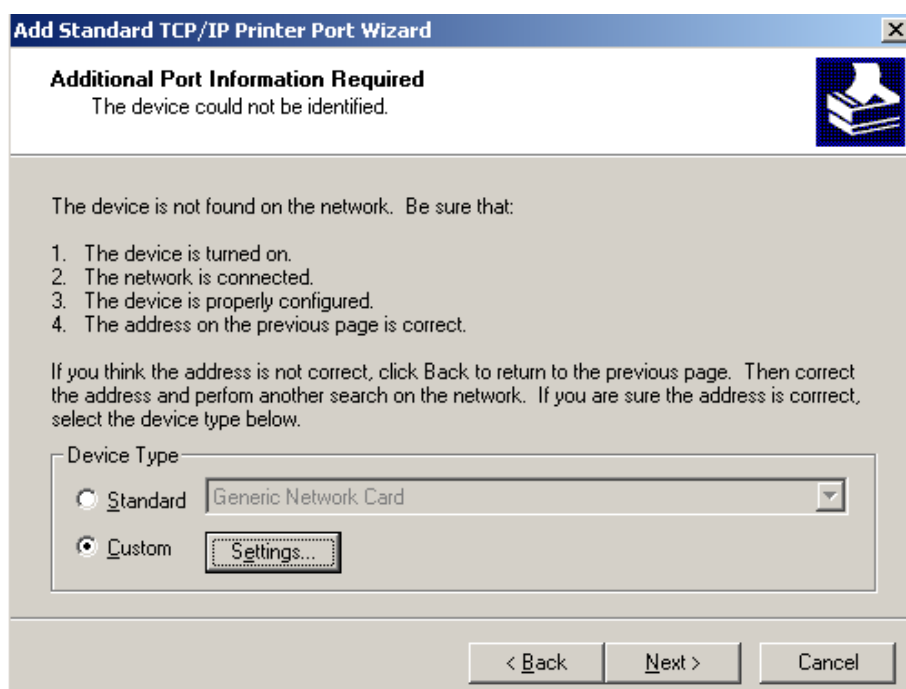 Add Standard TCP/IP Printer Port Wizard
Additional Port Information Required
The device could not be identified.
The device is not found on the network. Be sure that:
1. The device is turned on.
2. The network is connected.
3. The device is properly configured.
4. The address on the previous page is correct.
If you think the address is not correct, click Back to return to the previous page. Then correct
the address and perfom another search on the network. If you are sure the address is corrrect,
select the device type below.
Device Type
Standard Generic Network Card
Custom Settings...
< Back Next > Cancel